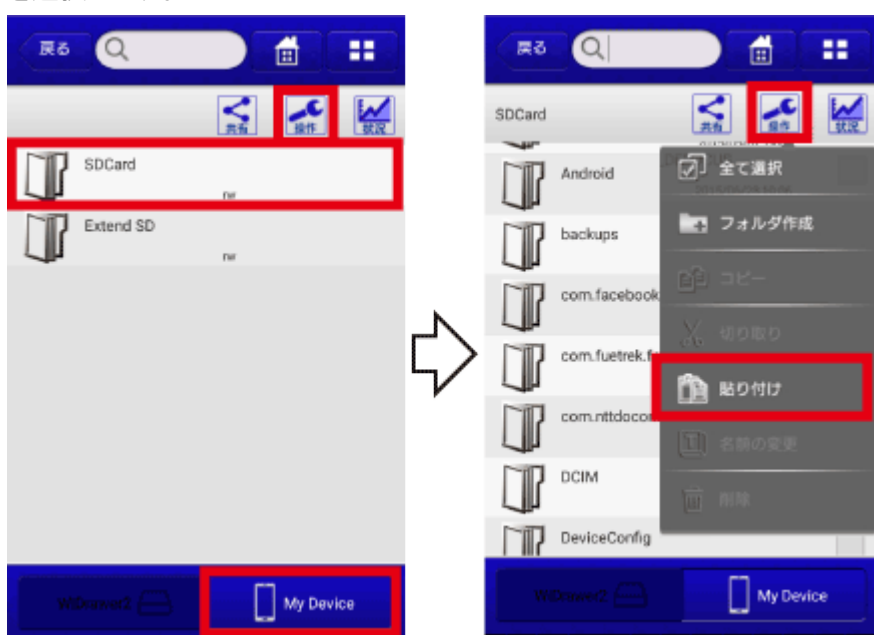 戻る
共有
操作
状況
SDCard
rw
Extend SD
rw
WiDrawer2
My Device
戻る
SDCard
共有
操作
状況
Android
backups
com.facebook
com.fuetrek.f
com.nttdocor
DCIM
DeviceConfig
全て選択
フォルダ作成
コピー
切り取り
貼り付け
名前の変更
削除
WiDrawer2
My Device